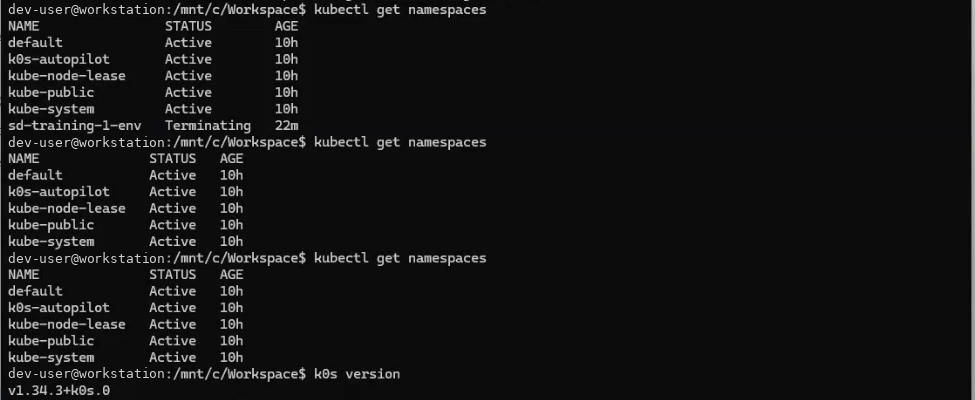 dev-user@workstation:/mnt/c/Workspace$ kubectl get namespaces
NAME                STATUS        AGE
default             Active        10h
k0s-autopilot       Active        10h
kube-node-lease     Active        10h
kube-public         Active        10h
kube-system         Active        10h
sd-training-1-env   Terminating   22m
dev-user@workstation:/mnt/c/Workspace$ kubectl get namespaces
NAME              STATUS   AGE
default           Active   10h
k0s-autopilot     Active   10h
kube-node-lease   Active   10h
kube-public       Active   10h
kube-system       Active   10h
dev-user@workstation:/mnt/c/Workspace$ kubectl get namespaces
NAME              STATUS   AGE
default           Active   10h
k0s-autopilot     Active   10h
kube-node-lease   Active   10h
kube-public       Active   10h
kube-system       Active   10h
dev-user@workstation:/mnt/c/Workspace$ k0s version
v1.34.3+k0s.0